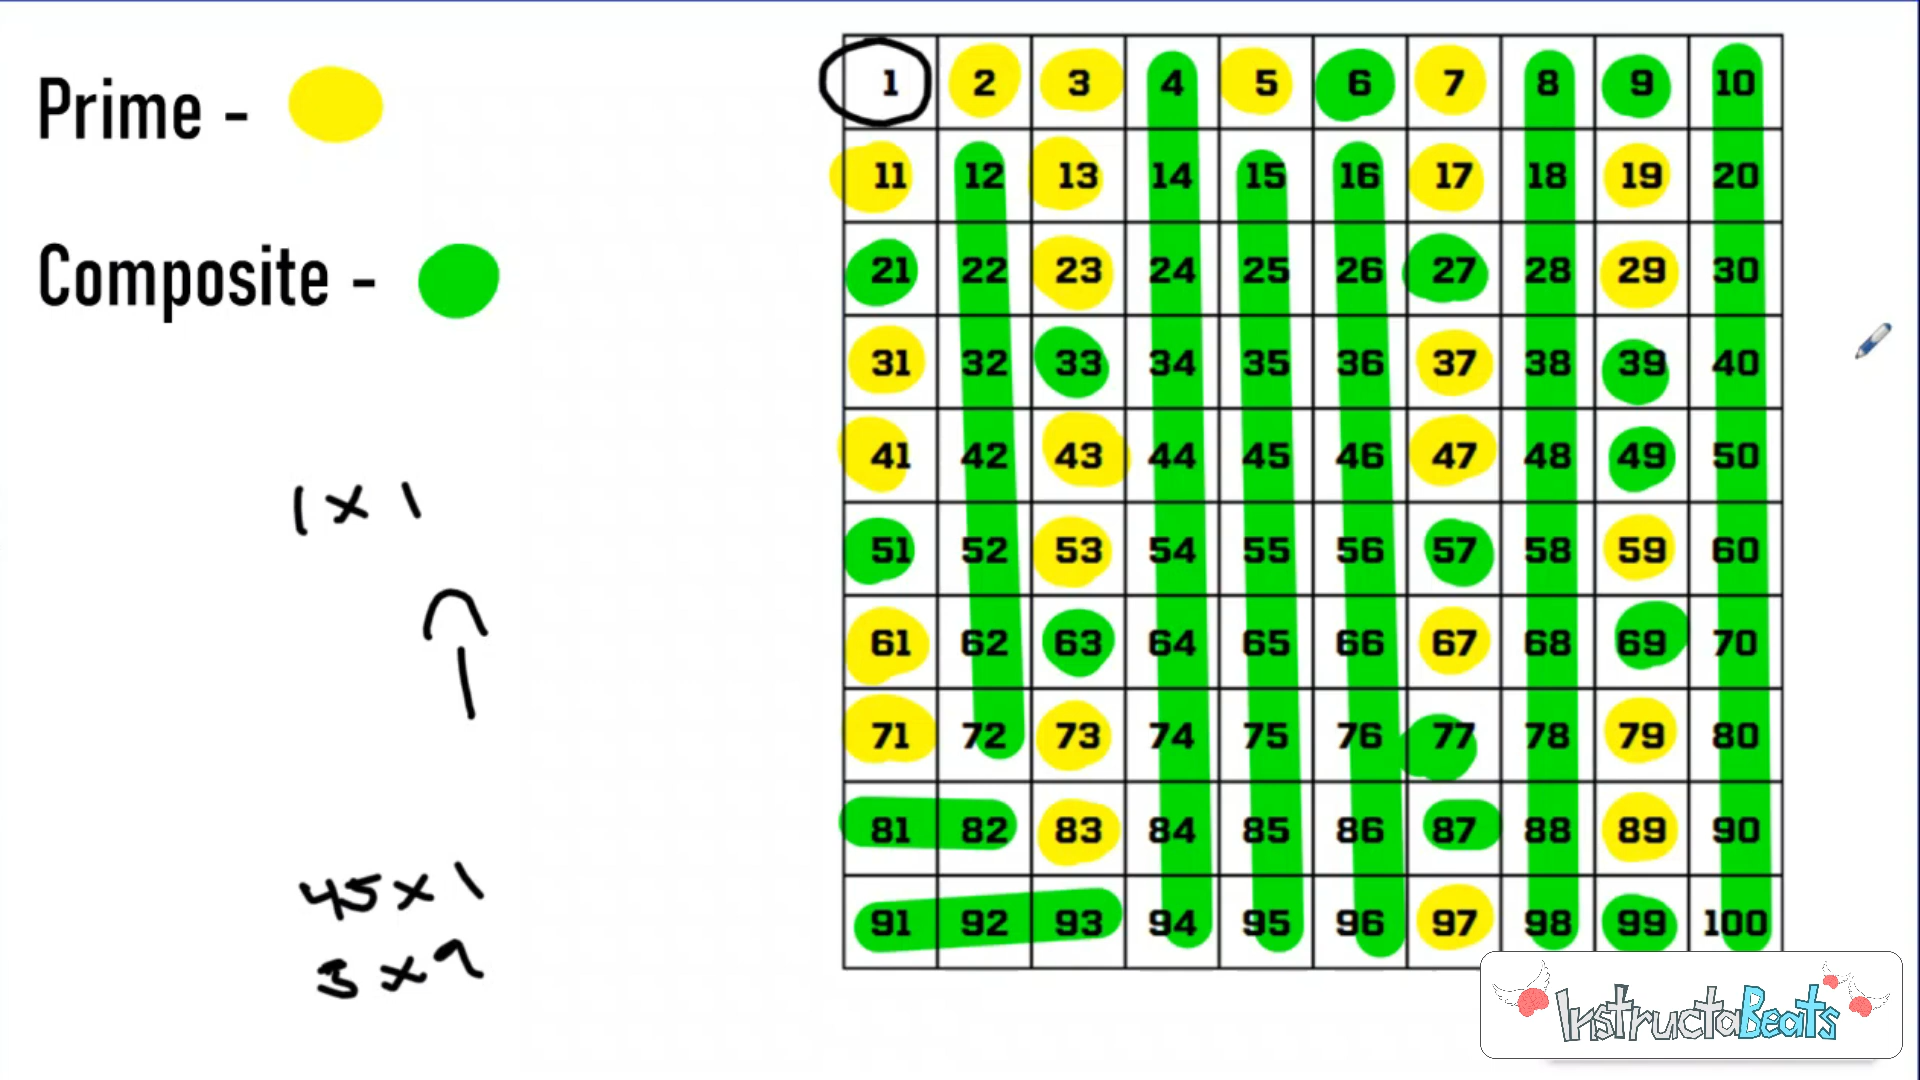 Prime -
Composite -
1 x 1
1
45 x 1
5 x 9
1 2 3 4 5 6 7 8 9 10
11 12 13 14 15 16 17 18 19 20
21 22 23 24 25 26 27 28 29 30
31 32 33 34 35 36 37 38 39 40
41 42 43 44 45 46 47 48 49 50
51 52 53 54 55 56 57 58 59 60
61 62 63 64 65 66 67 68 69 70
71 72 73 74 75 76 77 78 79 80
81 82 83 84 85 86 87 88 89 90
91 92 93 94 95 96 97 98 99 100
InstructaBeats